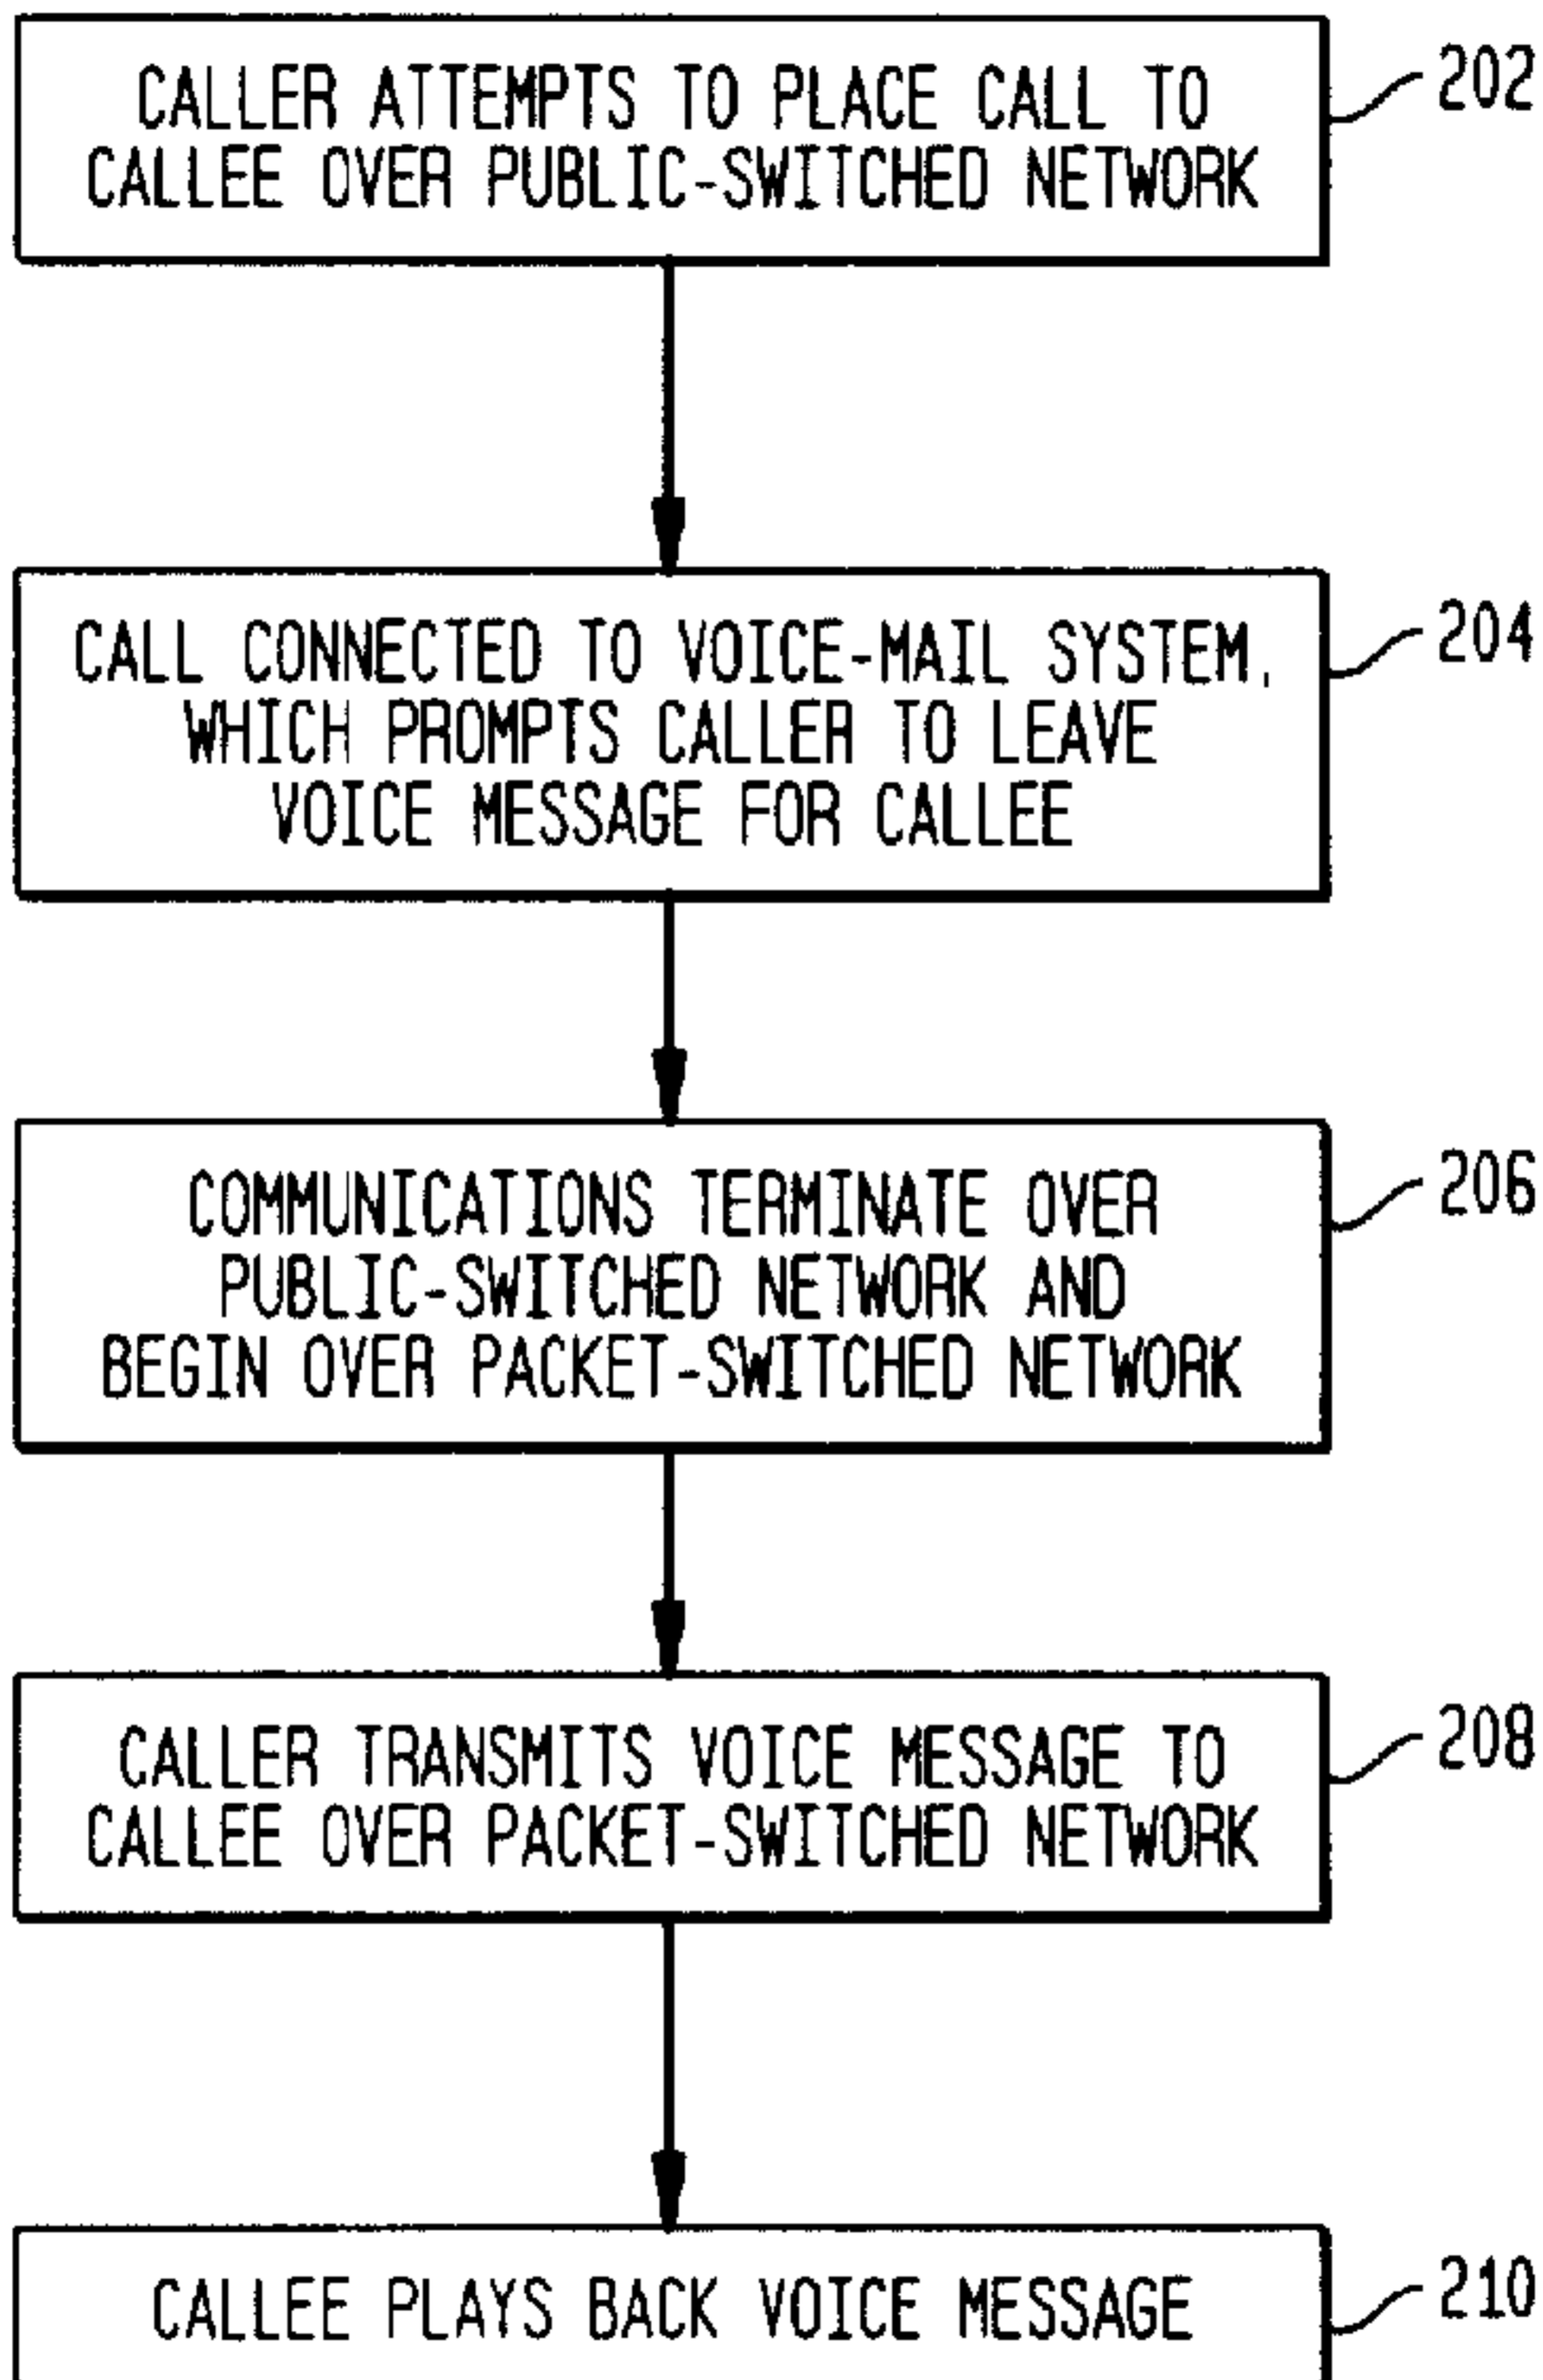 CALLER ATTEMPTS TO PLACE CALL TO
CALLEE OVER PUBLIC-SWITCHED NETWORK
202
CALL CONNECTED TO VOICE-MAIL SYSTEM,
WHICH PROMPTS CALLER TO LEAVE
VOICE MESSAGE FOR CALLEE
204
COMMUNICATIONS TERMINATE OVER
PUBLIC-SWITCHED NETWORK AND
BEGIN OVER PACKET-SWITCHED NETWORK
206
CALLER TRANSMITS VOICE MESSAGE TO
CALLEE OVER PACKET-SWITCHED NETWORK
208
CALLEE PLAYS BACK VOICE MESSAGE
210